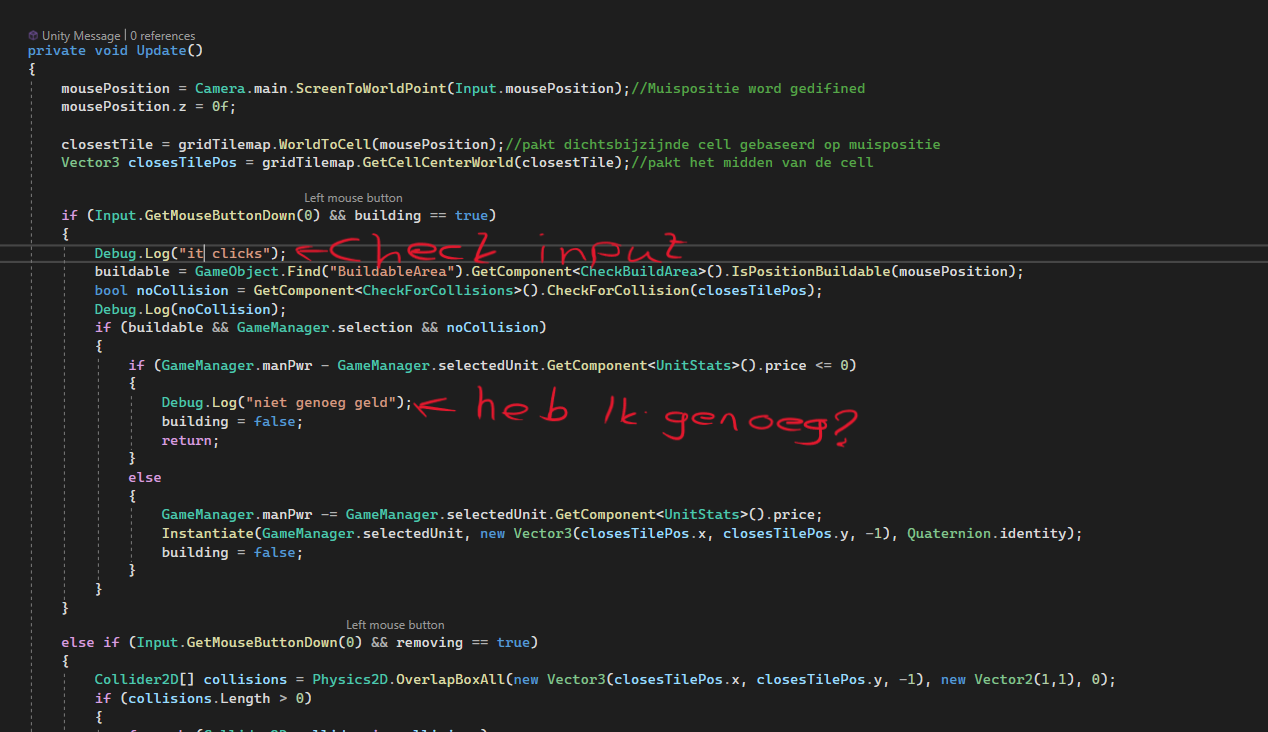 Unity Message | 0 references
private void Update()
{
mousePosition = Camera.main.ScreenToWorldPoint(Input.mousePosition);//Muispositie word gedifined
mousePosition.z = 0f;
closestTile = gridTilemap.WorldToCell(mousePosition);//pakt dichtsbijzijnde cell gebaseerd op muispositie
Vector3 closesTilePos = gridTilemap.GetCellCenterWorld(closestTile);//pakt het midden van de cell
Left mouse button
if (Input.GetMouseButtonDown(0) && building == true)
{
Debug.Log("it clicks"); ← Check input
buildable = GameObject.Find("BuildableArea").GetComponent<CheckBuildArea>().IsPositionBuildable(mousePosition);
bool noCollision = GetComponent<CheckForCollisions>().CheckForCollision(closesTilePos);
Debug.Log(noCollision);
if (buildable && GameManager.selection && noCollision)
{
if (GameManager.manPwr - GameManager.selectedUnit.GetComponent<UnitStats>().price <= 0)
{
Debug.Log("niet genoeg geld"); ← heb ik genoeg?
building = false;
return;
}
else
{
GameManager.manPwr -= GameManager.selectedUnit.GetComponent<UnitStats>().price;
Instantiate(GameManager.selectedUnit, new Vector3(closesTilePos.x, closesTilePos.y, -1), Quaternion.identity);
building = false;
}
}
}
Left mouse button
else if (Input.GetMouseButtonDown(0) && removing == true)
{
Collider2D[] collisions = Physics2D.OverlapBoxAll(new Vector3(closesTilePos.x, closesTilePos.y, -1), new Vector2(1,1), 0);
if (collisions.Length > 0)
{